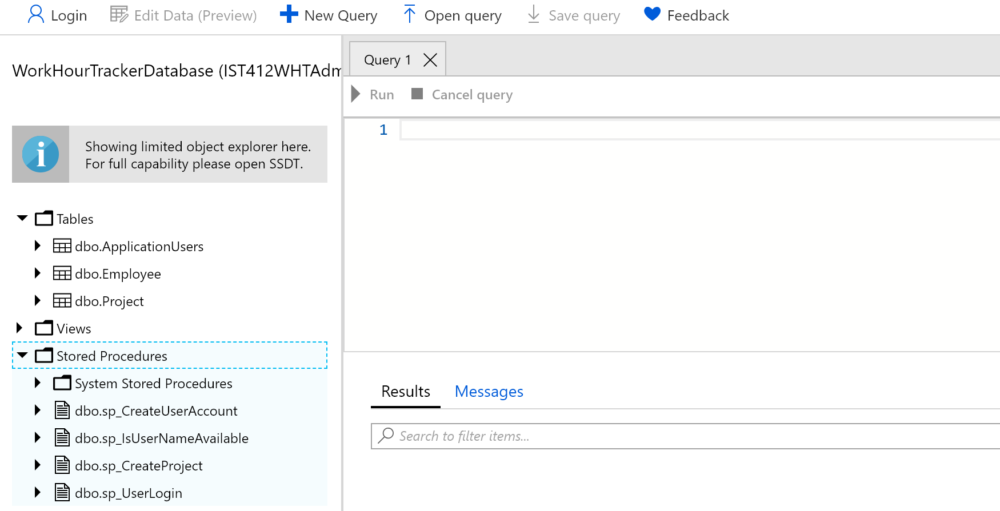 Login Edit Data (Preview) New Query Open query Save query Feedback
WorkHourTrackerDatabase (IST412WHTAdm
Showing limited object explorer here.
For full capability please open SSDT.
Tables
dbo.ApplicationUsers
dbo.Employee
dbo.Project
Views
Stored Procedures
System Stored Procedures
dbo.sp_CreateUserAccount
dbo.sp_IsUserNameAvailable
dbo.sp_CreateProject
dbo.sp_UserLogin
Query 1
Run Cancel query
1
Results Messages
Search to filter items...